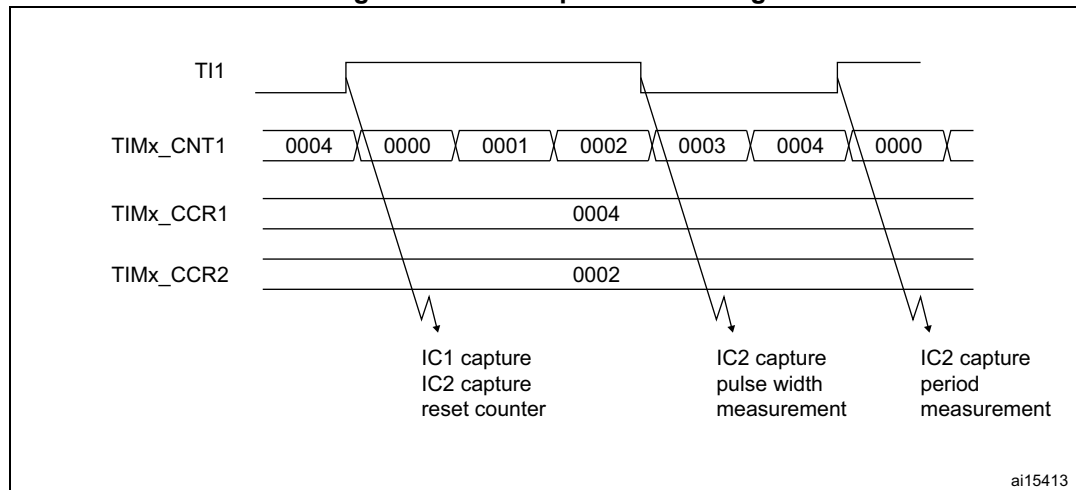 TI1
TIMx_CNT1 0004 0000 0001 0002 0003 0004 0000
TIMx_CCR1 0004
TIMx_CCR2 0002
IC1 capture
IC2 capture
reset counter
IC2 capture
pulse width
measurement
IC2 capture
period
measurement
ai15413